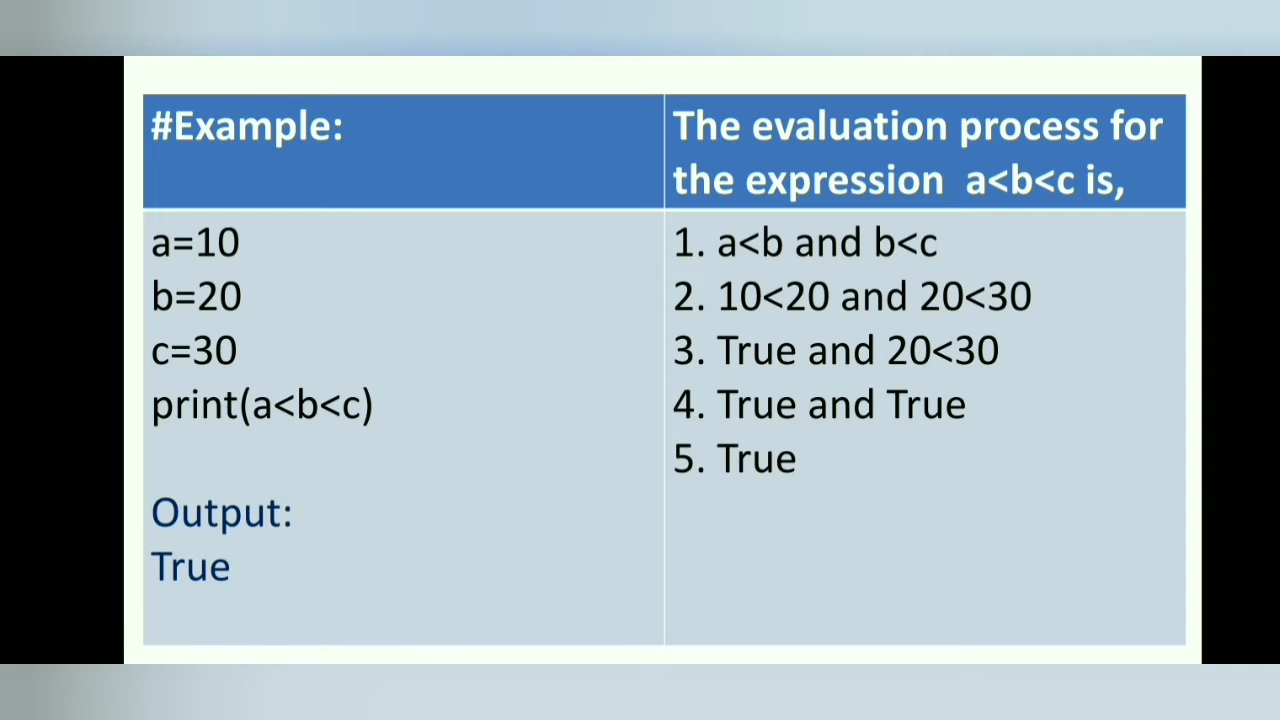 #Example:
The evaluation process for
the expression a<b<c is,
a=10
b=20
c=30
print(a<b<c)
Output:
True
1. a<b and b<c
2. 10<20 and 20<30
3. True and 20<30
4. True and True
5. True